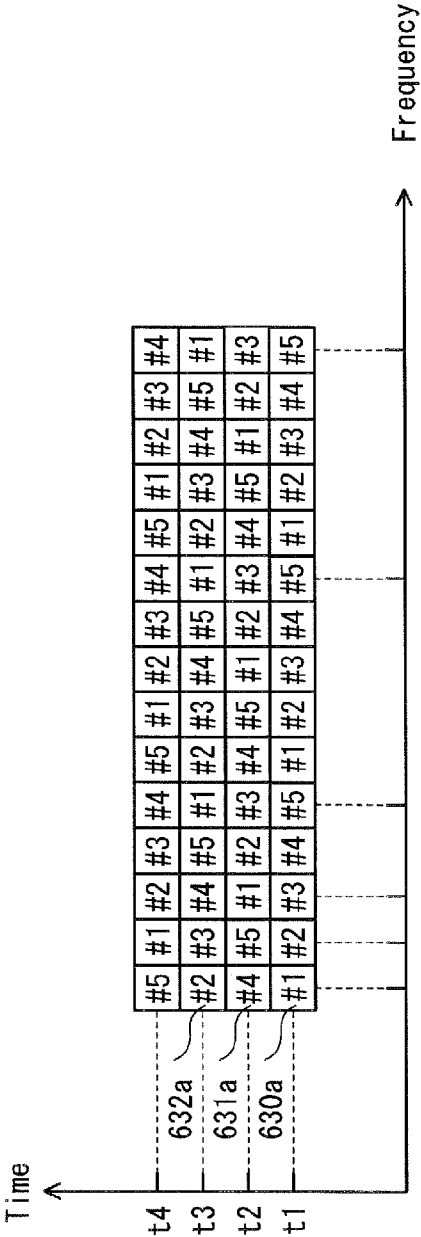 Time
t4 #5 #1 #2 #3 #4 #5 #1 #2 #3 #4 #5 #1 #2 #3 #4
632a
t3 #2 #3 #4 #5 #1 #2 #3 #4 #5 #1 #2 #3 #4 #5 #1
631a
t2 #4 #5 #1 #2 #3 #4 #5 #1 #2 #3 #4 #5 #1 #2 #3
630a
t1 #1 #2 #3 #4 #5 #1 #2 #3 #4 #5 #1 #2 #3 #4 #5
Frequency